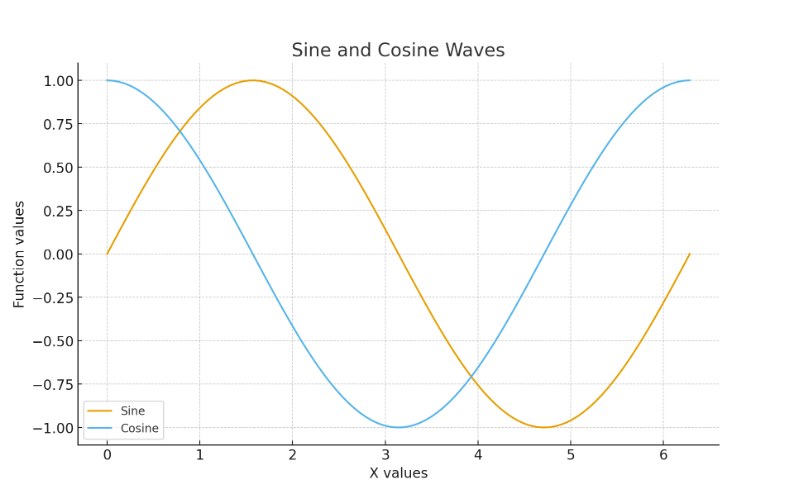 Sine and Cosine Waves
1.00
0.75
0.50
0.25
0.00
−0.25
−0.50
−0.75
−1.00
Function values
Sine
Cosine
0 1 2 3 4 5 6
X values